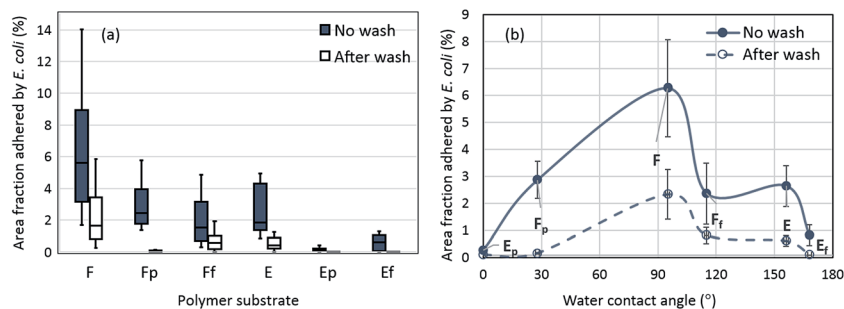 (a)
No wash
After wash
Area fraction adhered by E. coli (%)
14
12
10
8
6
4
2
0
F Fp Ff E Ep Ef
Polymer substrate
(b)
No wash
After wash
Area fraction adhered by E. coli (%)
9
8
7
6
5
4
3
2
1
0
F
Fp
Ff
E
Ep
Ef
0 30 60 90 120 150 180
Water contact angle (°)